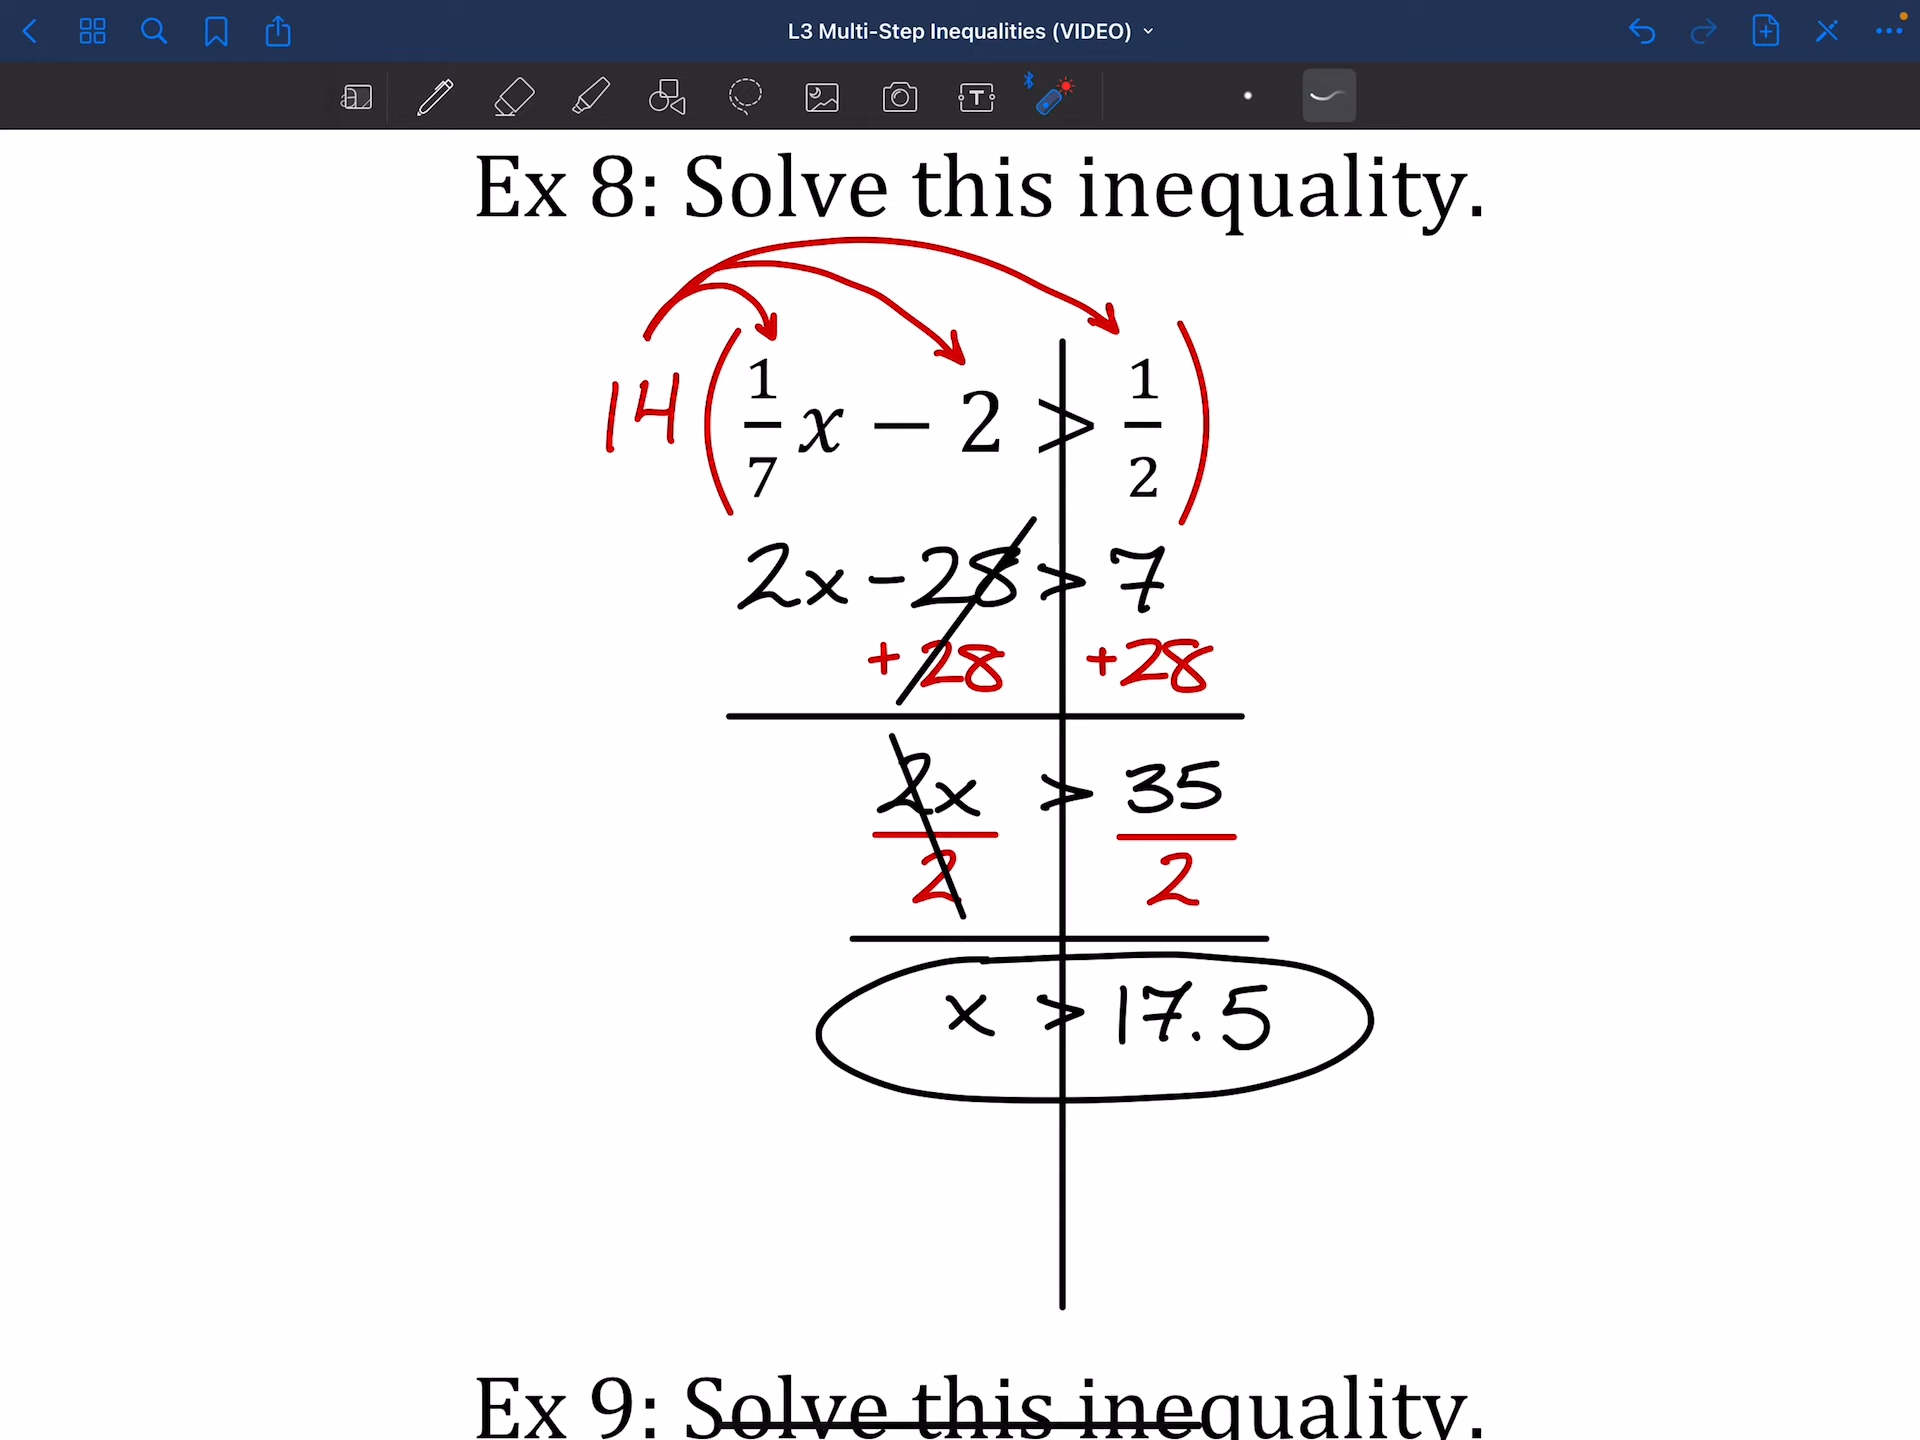 L3 Multi-Step Inequalities (VIDEO)
T
Ex 8: Solve this inequality.
14 ( 1/7 x − 2 > 1/2 )
2x - 28 > 7
+ 28 +28
2x > 35
2 2
x > 17.5
Ex 9: Solve this inequality.